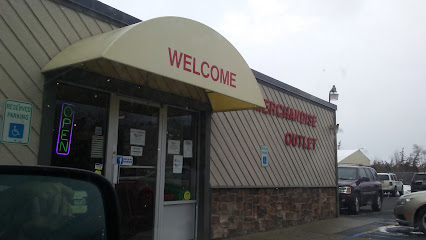 WELCOME
MERCHANDISE
OUTLET
RESERVED
PARKING
OPEN